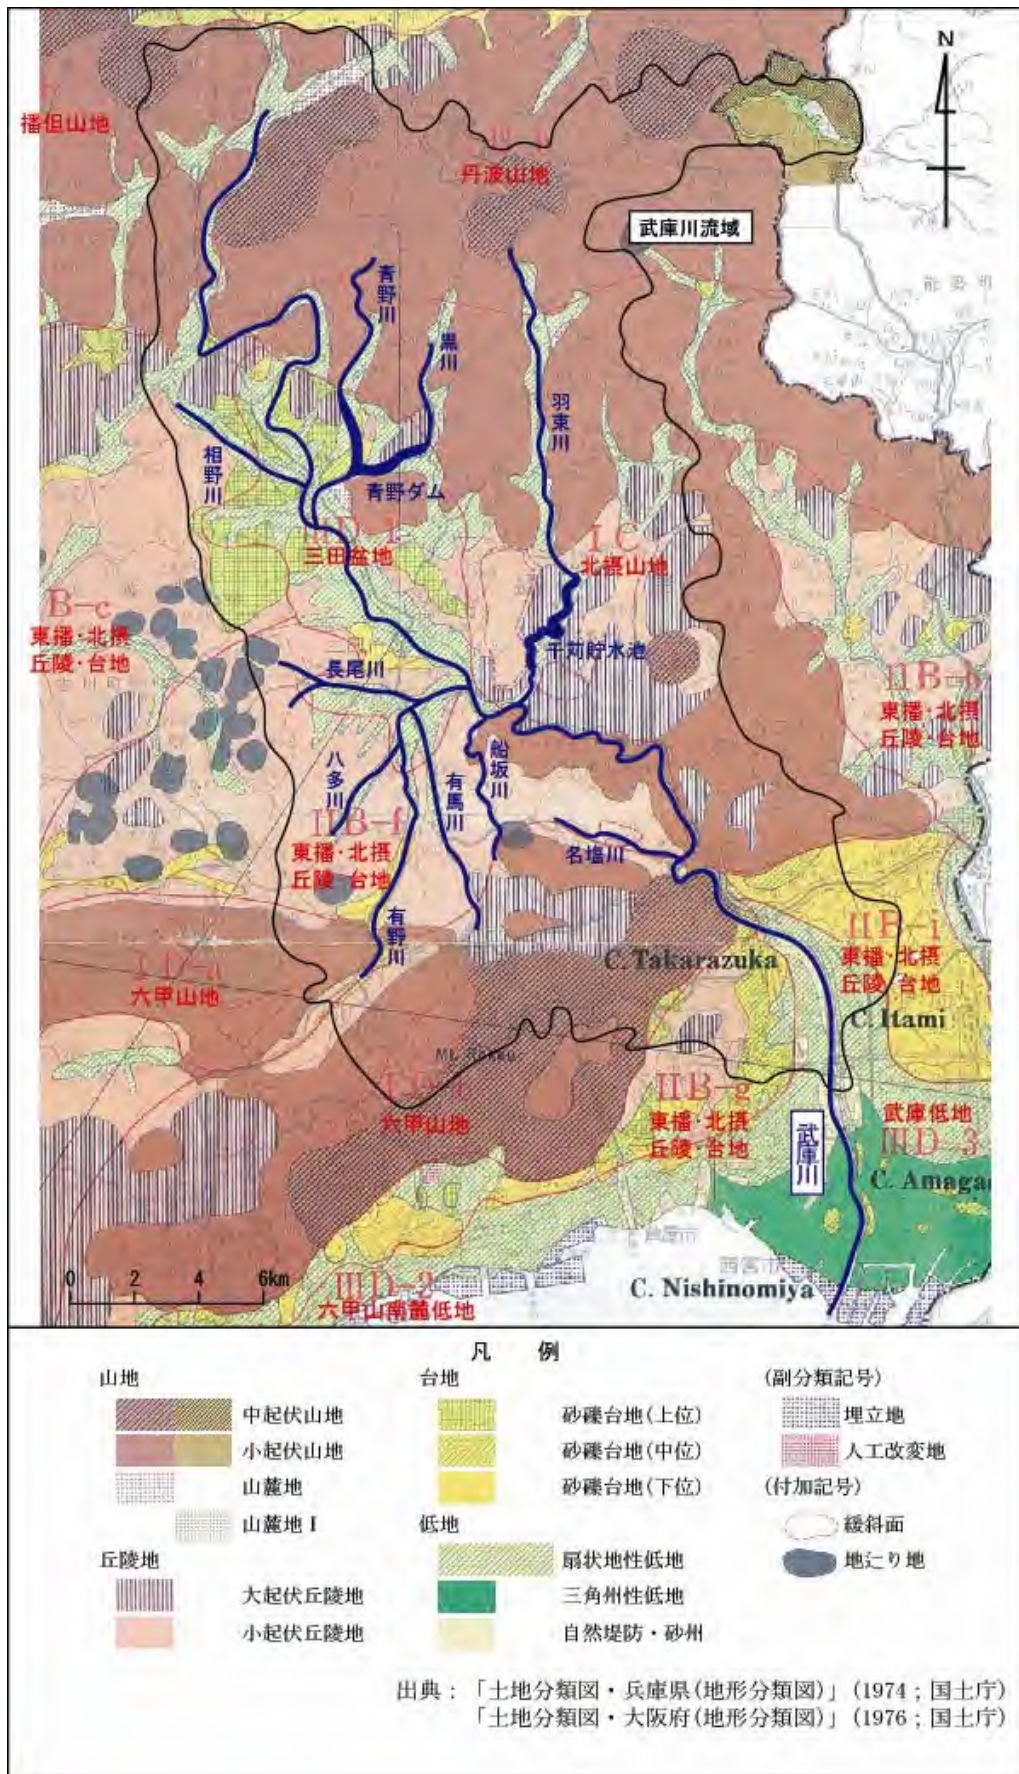 N
播但山地
丹波山地
武庫川流域
青野川
黒川
羽束川
相野川
青野ダム
三田盆地
I C
北摂山地
B-c
東播・北摂
丘陵・台地
千苅貯水池
長尾川
II B-h
東播・北摂
丘陵・台地
八多川
有馬川
船坂川
II B-f
東播・北摂
丘陵 台地
名塩川
有野川
II B-i
東播・北摂
丘陵・台地
C. Takarazuka
六甲山地
C. Itami
六甲山地
II B-g
東播・北摂
丘陵・台地
武庫低地
III D-3
武庫川
C. Amaga
西宮市
0 2 4 6km
III D-2
六甲山南麓低地
C. Nishinomiya
凡 例
山地
中起伏山地
小起伏山地
山麓地
山麓地 I
丘陵地
大起伏丘陵地
小起伏丘陵地
台地
砂礫台地(上位)
砂礫台地(中位)
砂礫台地(下位)
低地
扇状地性低地
三角州性低地
自然堤防・砂州
(副分類記号)
埋立地
人工改変地
(付加記号)
緩斜面
地辷り地
出典:「土地分類図・兵庫県(地形分類図)」(1974;国土庁)
「土地分類図・大阪府(地形分類図)」(1976;国土庁)